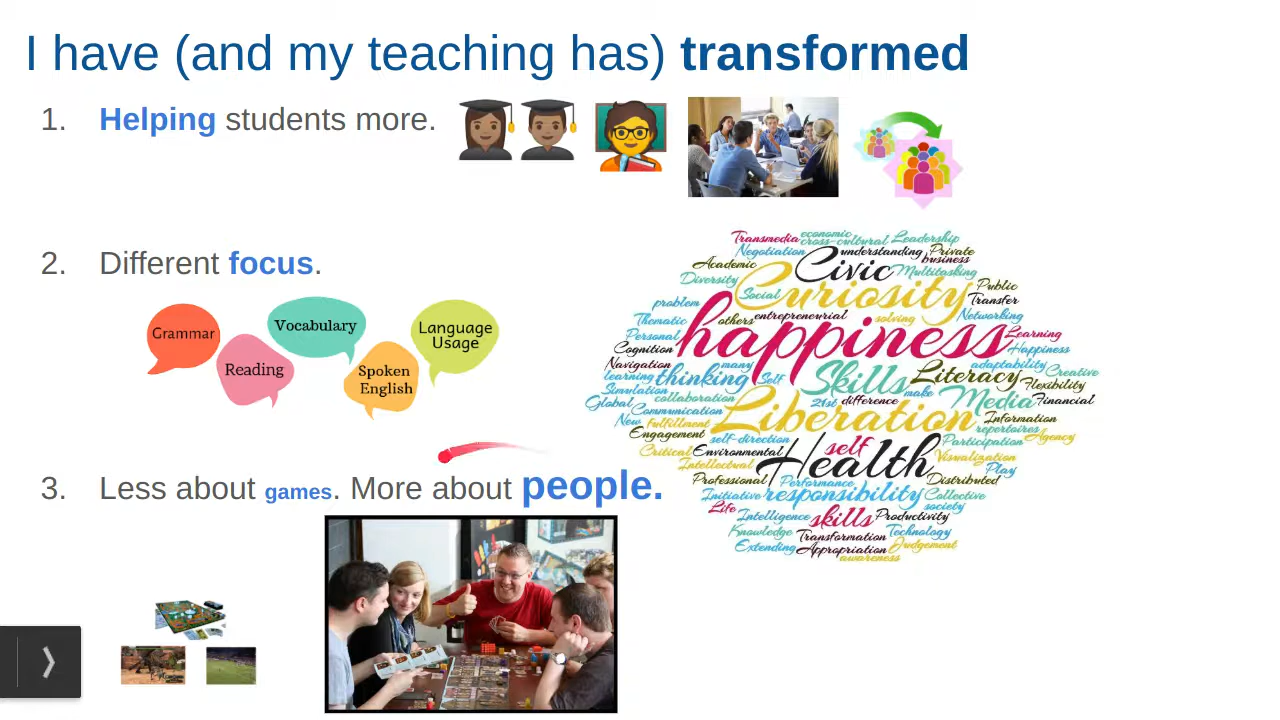 I have (and my teaching has) transformed
1. Helping students more.
2. Different focus.
Grammar
Reading
Vocabulary
Spoken
English
Language
Usage
Transmedia
economic
cross-cultural
Leadership
Negotiation
understanding
Private
business
Academic
Civic
Multitasking
Diversity
Curiosity
Social
Public
Transfer
problem
others
entrepreneurial
solving
Networking
Thematic
Personal
happiness
Learning
Happiness
Cognition
Navigation
many
adaptability
Creative
learning
thinking
Self
Skills
Literacy
Flexibility
Simulation
collaboration
21st
difference
make
Media
Financial
Global
Communication
Liberation
Information
New
fulfillment
repertoires
Engagement
self-direction
self
Participation
Agency
Critical
Environmental
Health
Visualization
Intellectual
Play
Professional
Performance
Distributed
Initiative
responsibility
Collective
society
Life
Intelligence
skills
Productivity
Knowledge
Transformation
Technology
Extending
Appropriation
Judgement
awareness
3. Less about games. More about people.